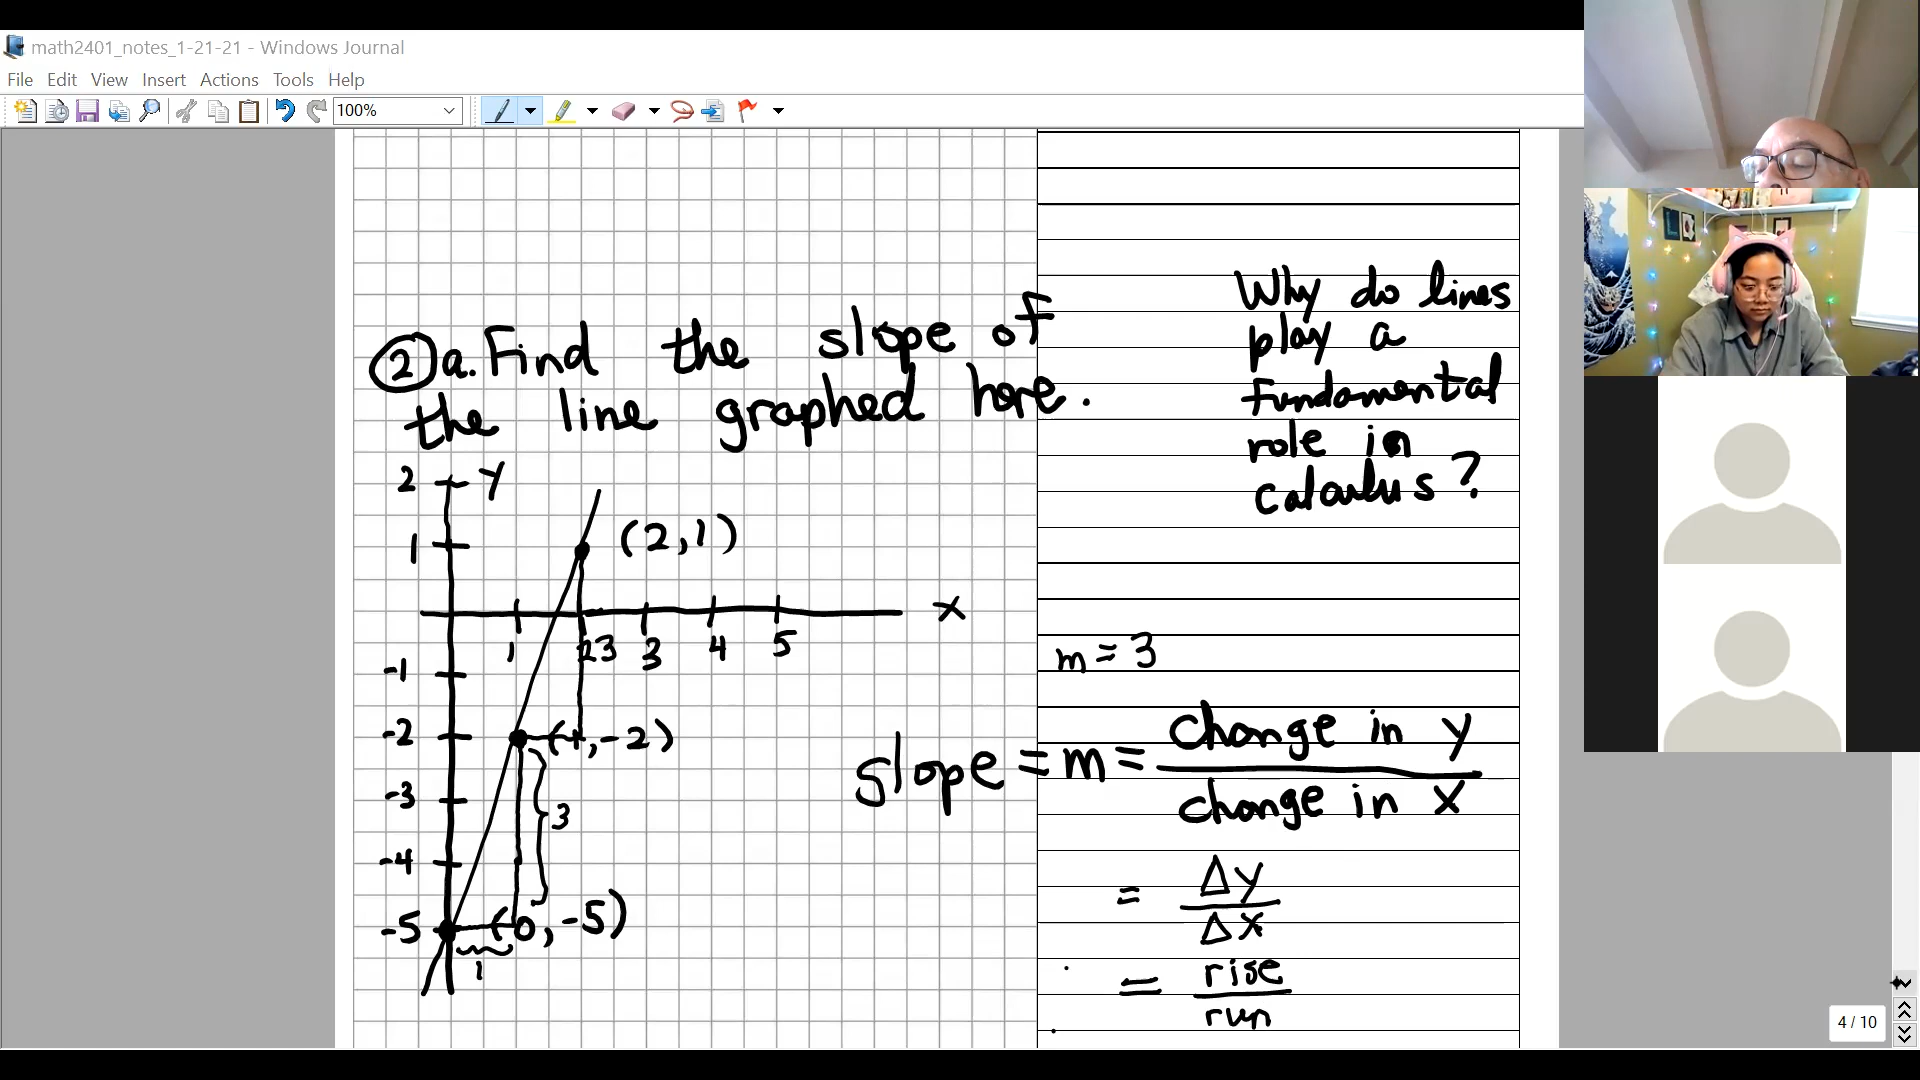 math2401_notes_1-21-21 - Windows Journal
File Edit View Insert Actions Tools Help
100%
Why do lines
play a
fundamental
role in
calculus?
2 a. Find the slope of
the line graphed here.
2 y
1 (2,1)
x
1 2 3 3 4 5
-1
m = 3
-2 (1,-2)
slope = m = change in y
change in x
-3
3
-4
= Δy
Δx
-5 (0,-5)
1
= rise
run
4 / 10